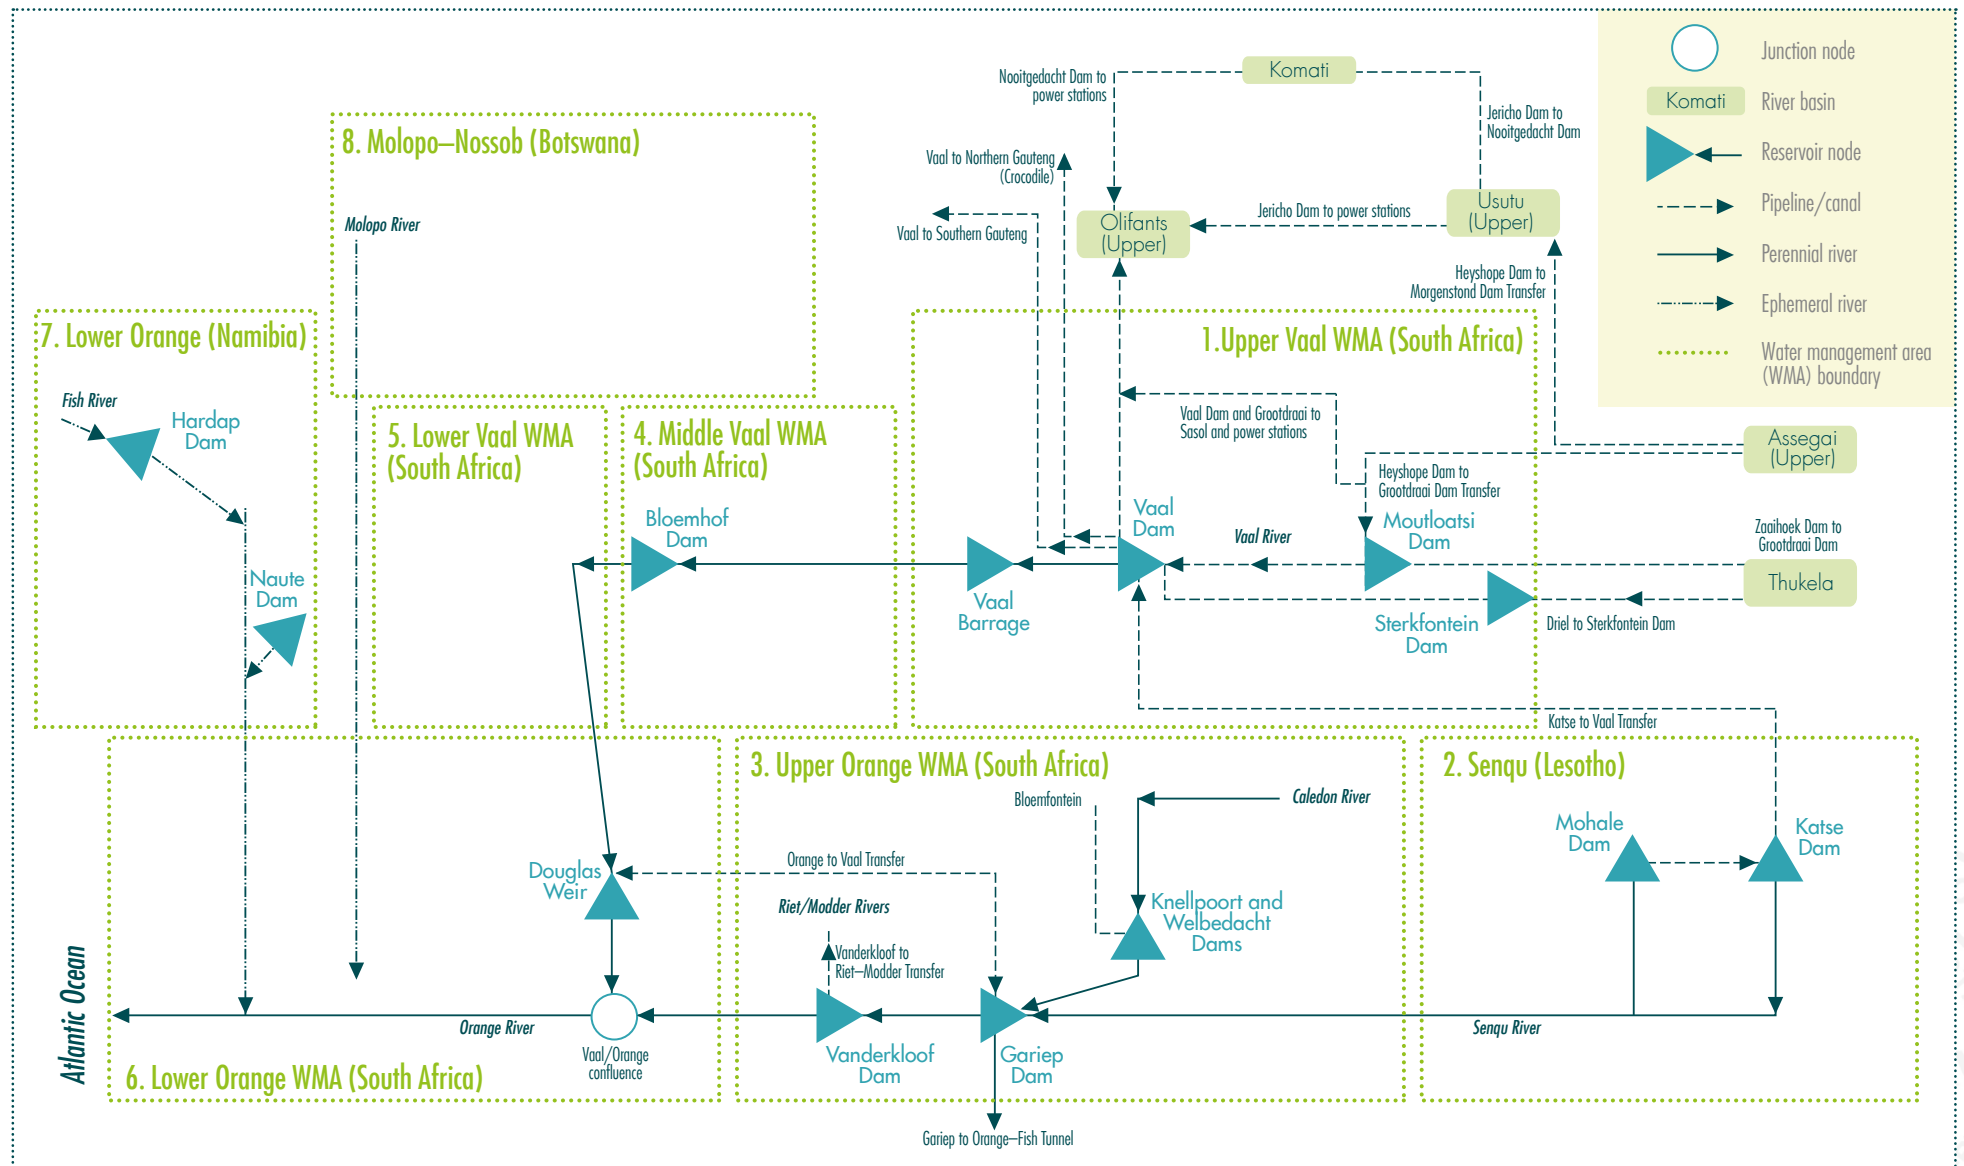 Junction node
Komati
River basin
Reservoir node
Pipeline/canal
Perennial river
Ephemeral river
Water management area
(WMA) boundary
Nooitgedacht Dam to
power stations
Komati
Jericho Dam to
Nooitgedacht Dam
Vaal to Northern Gauteng
(Crocodile)
Vaal to Southern Gauteng
Olifants
(Upper)
Jericho Dam to power stations
Usutu
(Upper)
Heyshope Dam to
Morgenstond Dam Transfer
8. Molopo–Nossob (Botswana)
Molopo River
7. Lower Orange (Namibia)
Fish River
Hardap
Dam
Naute
Dam
5. Lower Vaal WMA
(South Africa)
4. Middle Vaal WMA
(South Africa)
Bloemhof
Dam
1.Upper Vaal WMA (South Africa)
Vaal Dam and Grootdraai to
Sasol and power stations
Heyshope Dam to
Grootdraai Dam Transfer
Assegai
(Upper)
Vaal
Dam
Vaal River
Moutloatsi
Dam
Zaaihoek Dam to
Grootdraai Dam
Thukela
Vaal
Barrage
Sterkfontein
Dam
Driel to Sterkfontein Dam
Katse to Vaal Transfer
3. Upper Orange WMA (South Africa)
Bloemfontein
Caledon River
2. Senqu (Lesotho)
Mohale
Dam
Katse
Dam
Douglas
Weir
Orange to Vaal Transfer
Riet/Modder Rivers
Vanderkloof to
Riet–Modder Transfer
Knellpoort and
Welbedacht
Dams
Atlantic Ocean
Orange River
Vaal/Orange
confluence
Vanderkloof
Dam
Gariep
Dam
Senqu River
6. Lower Orange WMA (South Africa)
Gariep to Orange–Fish Tunnel